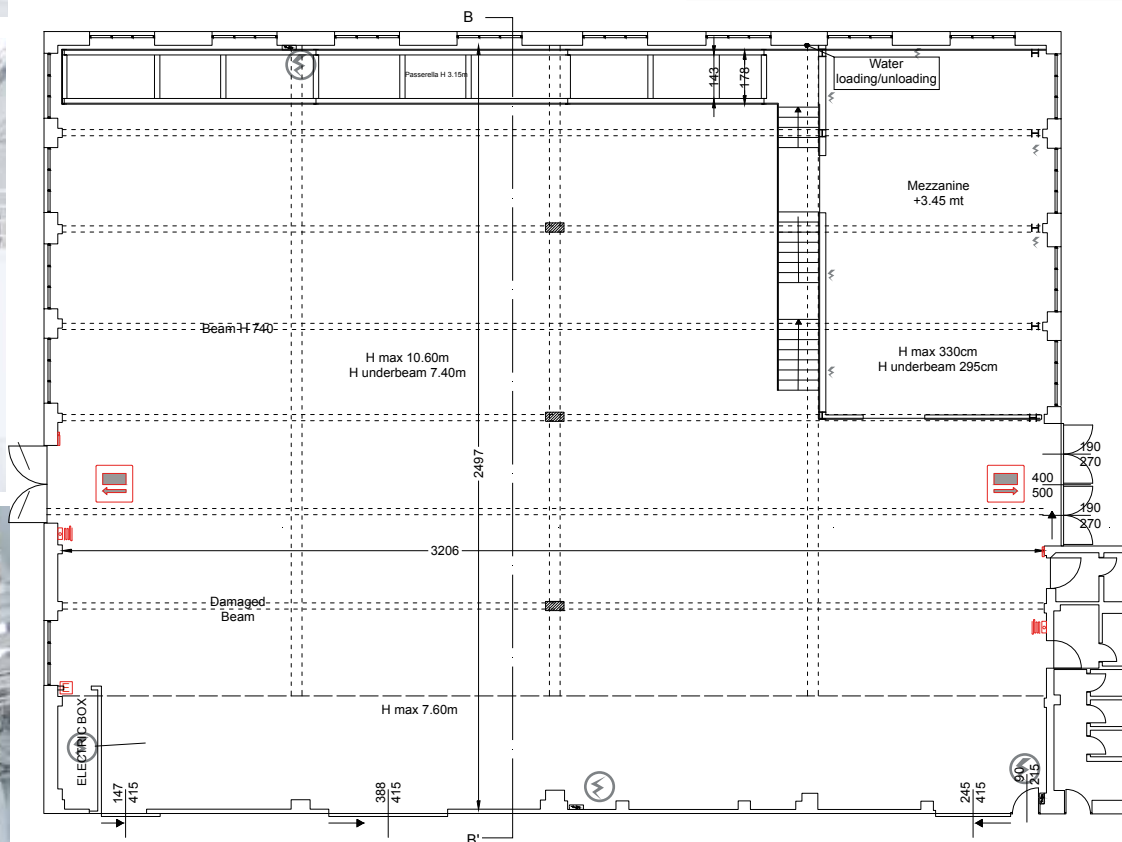 B
Passerella H 3.15m
143
178
Water
loading/unloading
Mezzanine
+3.45 mt
Beam H 740
H max 10.60m
H underbeam 7.40m
H max 330cm
H underbeam 295cm
2497
190
270
400
500
190
270
3206
Damaged
Beam
E
H max 7.60m
ELECTRIC BOX
147
415
388
415
245
415
90
215
B'